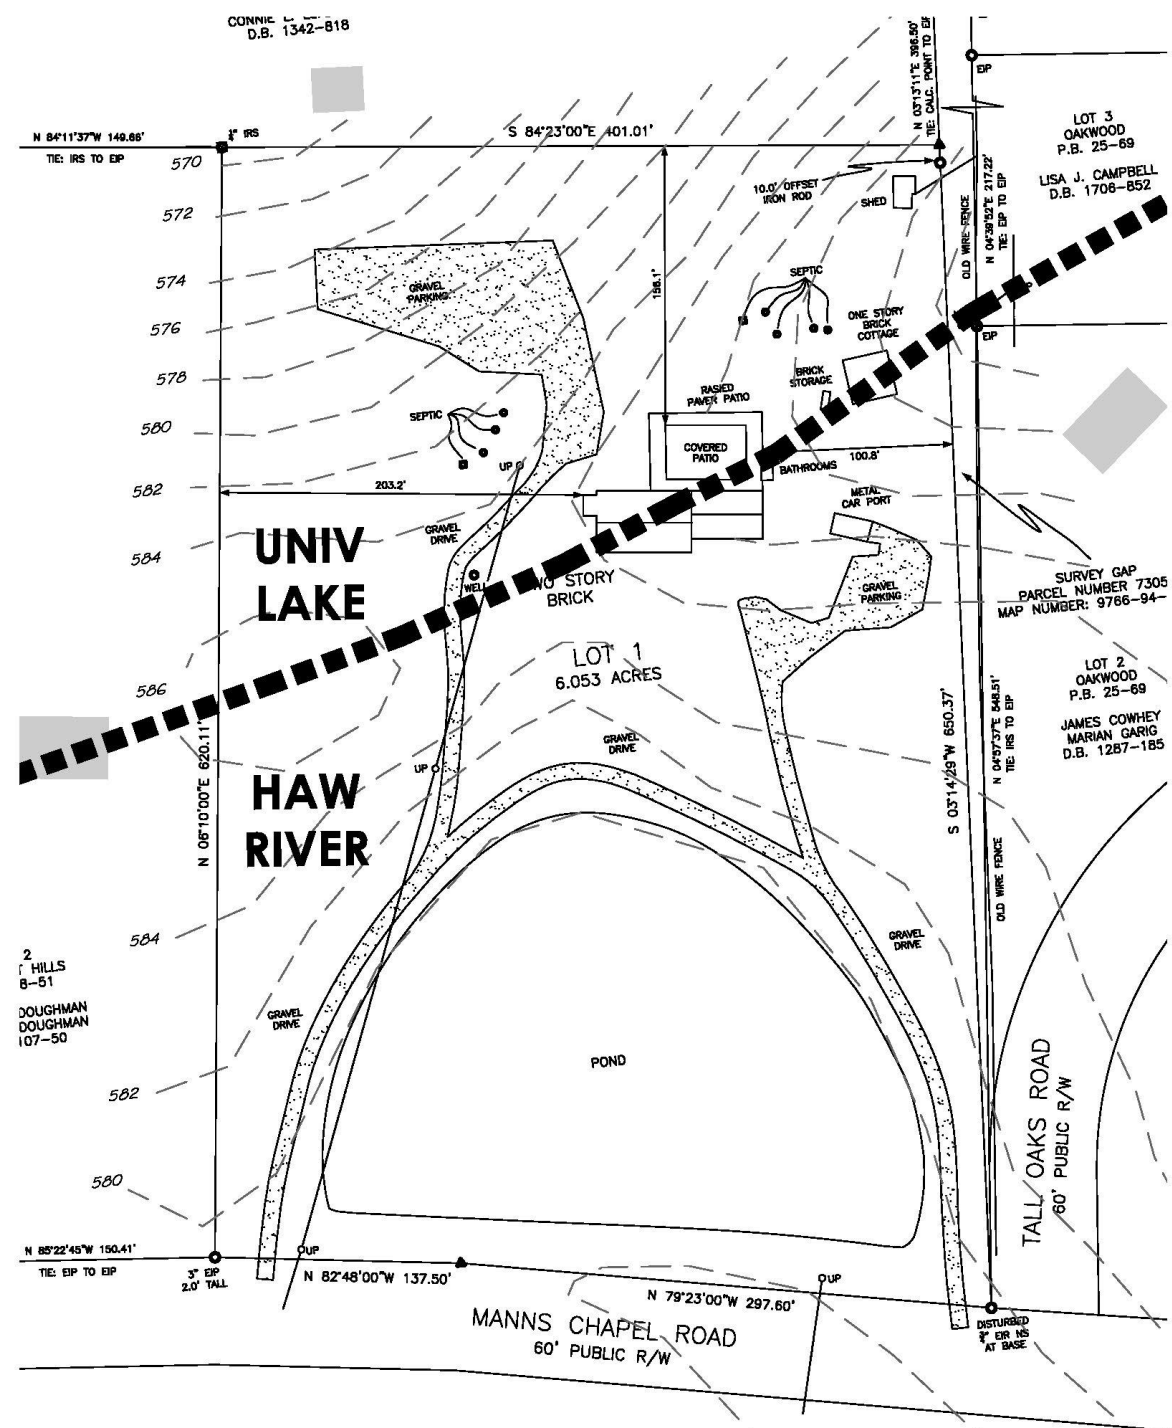 D.B. 1342-818
N 84°11'37"W 149.66'
TIE: IRS TO EIP
IRS
S 84°23'00"E 401.01'
N 03°13'11"E 396.50'
TIE: CALC. POINT TO
EIP
LOT 3
OAKWOOD
P.B. 25-69
LISA J. CAMPBELL
D.B. 1706-852
570
572
574
576
578
580
582
584
586
584
582
580
10.0' OFFSET
IRON ROD
SHED
OLD WIRE FENCE
N 04°39'52"E 217.22'
TIE: EIP TO EIP
156.1'
GRAVEL
PARKING
SEPTIC
ONE STORY
BRICK
COTTAGE
EIP
BRICK
STORAGE
RASIED
PAVER PATIO
SEPTIC
COVERED
PATIO
UP
BATHROOMS
100.8'
203.2'
METAL
CAR PORT
GRAVEL
DRIVE
UNIV
LAKE
WELL
WO STORY
BRICK
GRAVEL
PARKING
SURVEY GAP
PARCEL NUMBER 7305
MAP NUMBER: 9766-94-
LOT 1
6.053 ACRES
LOT 2
OAKWOOD
P.B. 25-69
JAMES COWHEY
MARIAN GARIG
D.B. 1287-185
N 06°10'00"E 620.11'
GRAVEL
DRIVE
UP
S 03°14'29"W 650.37'
N 04°57'37"E 548.51'
TIE: IRS TO EIP
HAW
RIVER
OLD WIRE FENCE
GRAVEL
DRIVE
2
HILLS
8-51
DOUGHMAN
DOUGHMAN
107-50
GRAVEL
DRIVE
POND
TALL OAKS ROAD
60' PUBLIC R/W
N 85°22'45"W 150.41'
TIE: EIP TO EIP
3" EIP
2.0' TALL
UP
N 82°48'00"W 137.50'
N 79°23'00"W 297.60'
UP
MANNS CHAPEL ROAD
60' PUBLIC R/W
DISTURBED
EIR NS
AT BASE